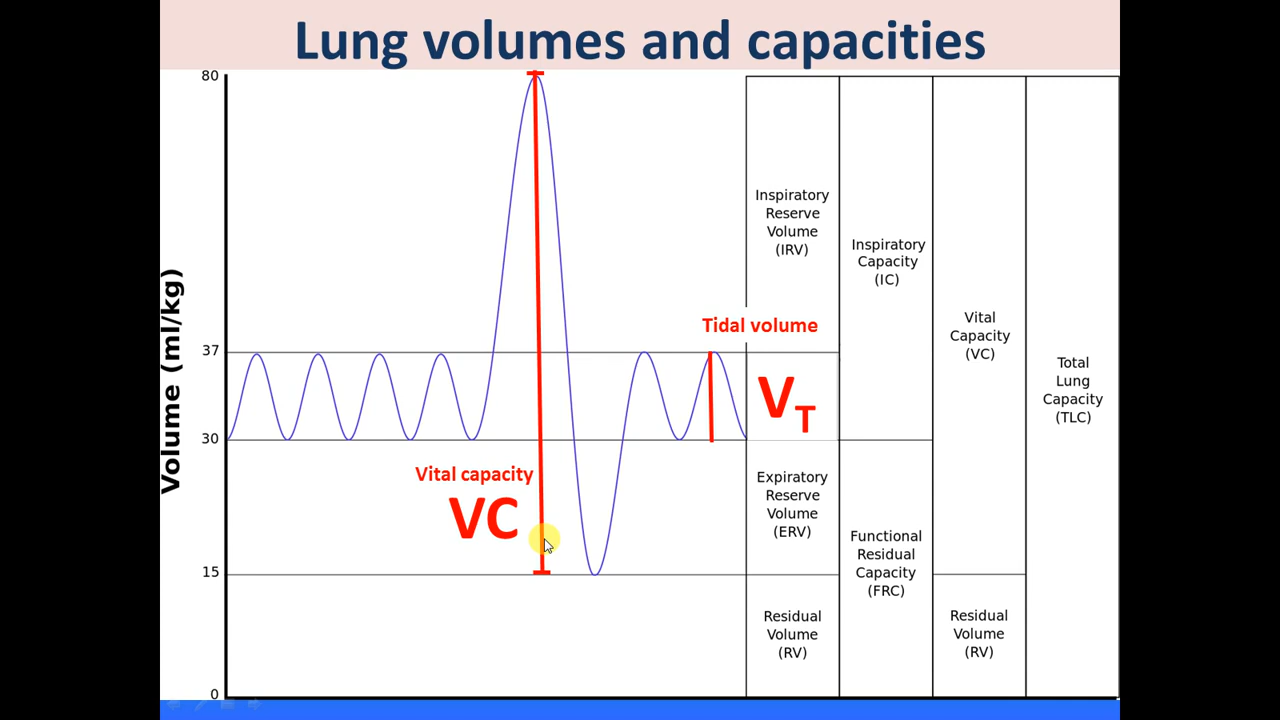 Lung volumes and capacities
Volume (ml/kg)
80
37
30
15
0
Vital capacity
VC
Tidal volume
VT
Inspiratory
Reserve
Volume
(IRV)
Expiratory
Reserve
Volume
(ERV)
Residual
Volume
(RV)
Inspiratory
Capacity
(IC)
Functional
Residual
Capacity
(FRC)
Vital
Capacity
(VC)
Residual
Volume
(RV)
Total
Lung
Capacity
(TLC)